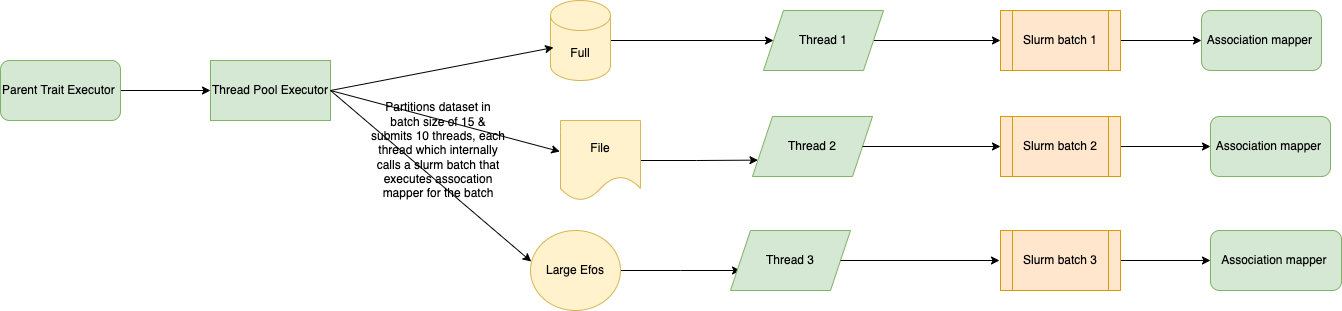 Parent Trait Executor
Thread Pool Executor
Partitions dataset in
batch size of 15 &
submits 10 threads, each
thread which internally
calls a slurm batch that
executes assocation
mapper for the batch
Full
Thread 1
Slurm batch 1
Association mapper
File
Thread 2
Slurm batch 2
Association mapper
Large Efos
Thread 3
Slurm batch 3
Association mapper